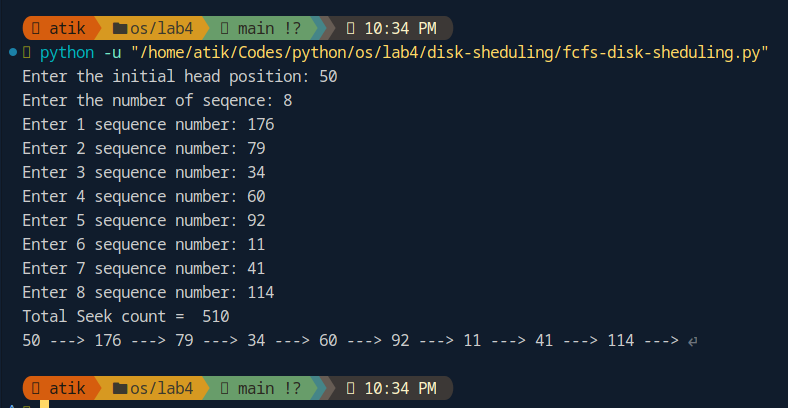 atik os/lab4 main !? 10:34 PM
python -u "/home/atik/Codes/python/os/lab4/disk-sheduling/fcfs-disk-sheduling.py"
Enter the initial head position: 50
Enter the number of seqence: 8
Enter 1 sequence number: 176
Enter 2 sequence number: 79
Enter 3 sequence number: 34
Enter 4 sequence number: 60
Enter 5 sequence number: 92
Enter 6 sequence number: 11
Enter 7 sequence number: 41
Enter 8 sequence number: 114
Total Seek count =  510
50 ---> 176 ---> 79 ---> 34 ---> 60 ---> 92 ---> 11 ---> 41 ---> 114 ---> ⏎
atik os/lab4 main !? 10:34 PM